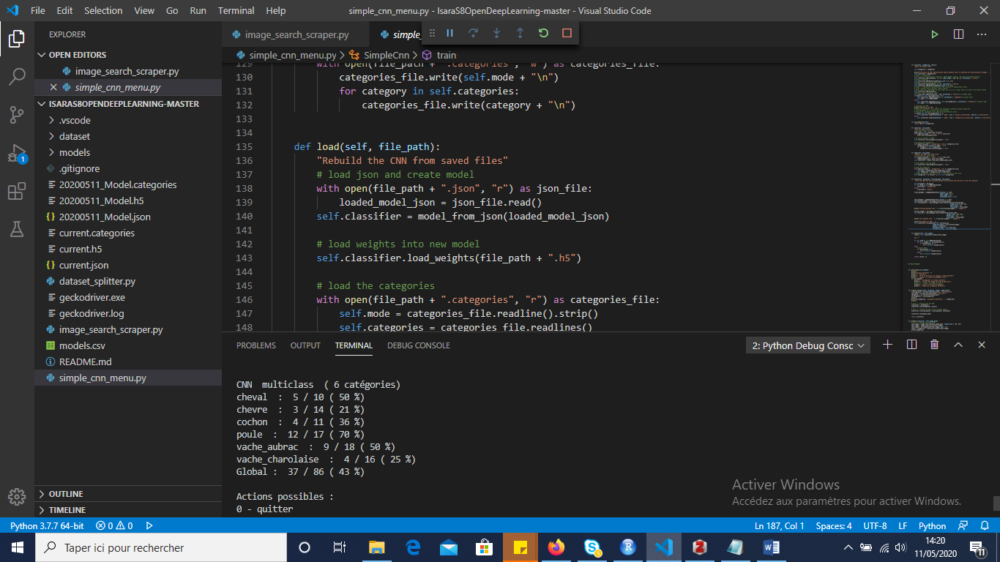 File Edit Selection View Go Run Terminal Help
simple_cnn_menu.py - IsaraS8OpenDeepLearning-master - Visual Studio Code
EXPLORER
OPEN EDITORS
image_search_scraper.py
simple_cnn_menu.py
ISARAS8OPENDEEPLEARNING-MASTER
.vscode
dataset
models
.gitignore
20200511_Model.categories
20200511_Model.h5
20200511_Model.json
current.categories
current.h5
current.json
dataset_splitter.py
geckodriver.exe
geckodriver.log
image_search_scraper.py
models.csv
README.md
simple_cnn_menu.py
OUTLINE
TIMELINE
1
image_search_scraper.py
simple_
simple_cnn_menu.py > SimpleCnn > train
129 with open(file_path + ".categories", "w") as categories_file:
130 categories_file.write(self.mode + "\n")
131 for category in self.categories:
132 categories_file.write(category + "\n")
133
134
135 def load(self, file_path):
136 "Rebuild the CNN from saved files"
137 # load json and create model
138 with open(file_path + ".json", "r") as json_file:
139 loaded_model_json = json_file.read()
140 self.classifier = model_from_json(loaded_model_json)
141
142 # load weights into new model
143 self.classifier.load_weights(file_path + ".h5")
144
145 # load the categories
146 with open(file_path + ".categories", "r") as categories_file:
147 self.mode = categories_file.readline().strip()
148 self.categories = categories_file.readlines()
PROBLEMS OUTPUT TERMINAL DEBUG CONSOLE
2: Python Debug Consc
CNN multiclass ( 6 catégories)
cheval : 5 / 10 ( 50 %)
chevre : 3 / 14 ( 21 %)
cochon : 4 / 11 ( 36 %)
poule : 12 / 17 ( 70 %)
vache_aubrac : 9 / 18 ( 50 %)
vache_charolaise : 4 / 16 ( 25 %)
Global : 37 / 86 ( 43 %)
Actions possibles :
0 - quitter
Activer Windows
Accédez aux paramètres pour activer Windows.
Python 3.7.7 64-bit 0 0
Ln 187, Col 1 Spaces: 4 UTF-8 LF Python
Taper ici pour rechercher
14:20
11/05/2020
11